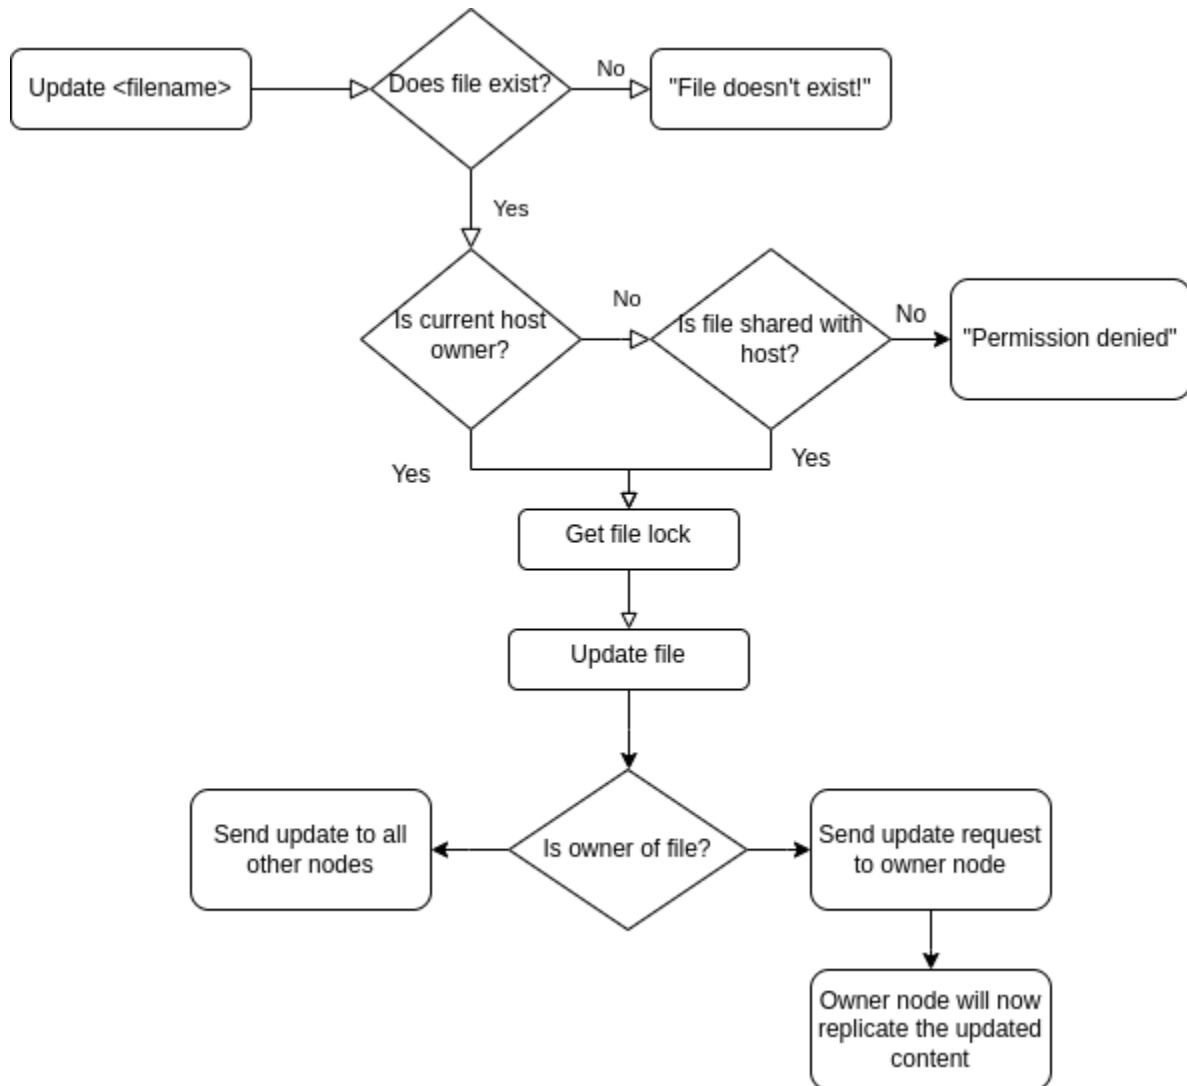 Update <filename>
Does file exist?
No
"File doesn't exist!"
Yes
Is current host
owner?
No
Is file shared with
host?
No
"Permission denied"
Yes
Yes
Get file lock
Update file
Is owner of file?
Send update to all
other nodes
Send update request
to owner node
Owner node will now
replicate the updated
content